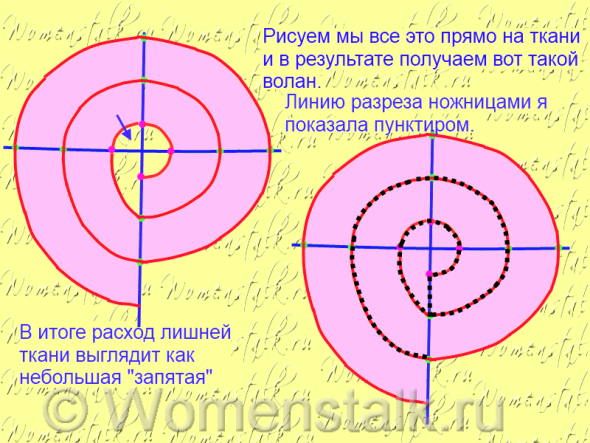 Рисуем мы все это прямо на ткани
и в результате получаем вот такой
волан.
Линию разреза ножницами я
показала пунктиром.
В итоге расход лишней
ткани выглядит как
небольшая "запятая"
© Womenstalk.ru